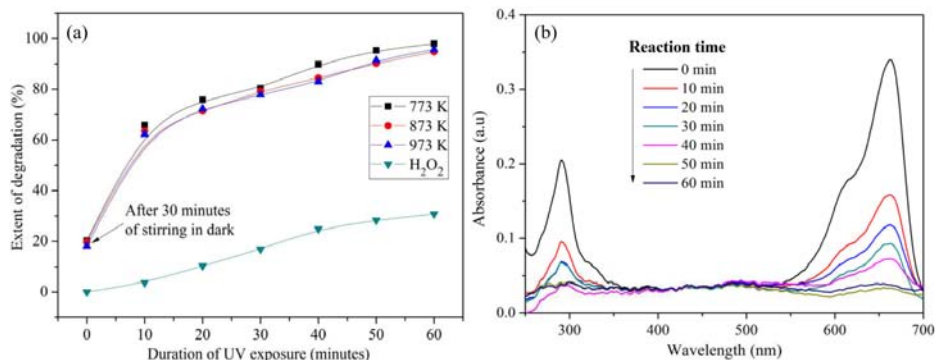 (a)
100
80
60
40
20
0
Extent of degradation (%)
773 K
873 K
973 K
H₂O₂
After 30 minutes
of stirring in dark
0 10 20 30 40 50 60
Duration of UV exposure (minutes)
(b)
0.4
0.3
0.2
0.1
0.0
Absorbance (a.u)
Reaction time
0 min
10 min
20 min
30 min
40 min
50 min
60 min
300 400 500 600 700
Wavelength (nm)